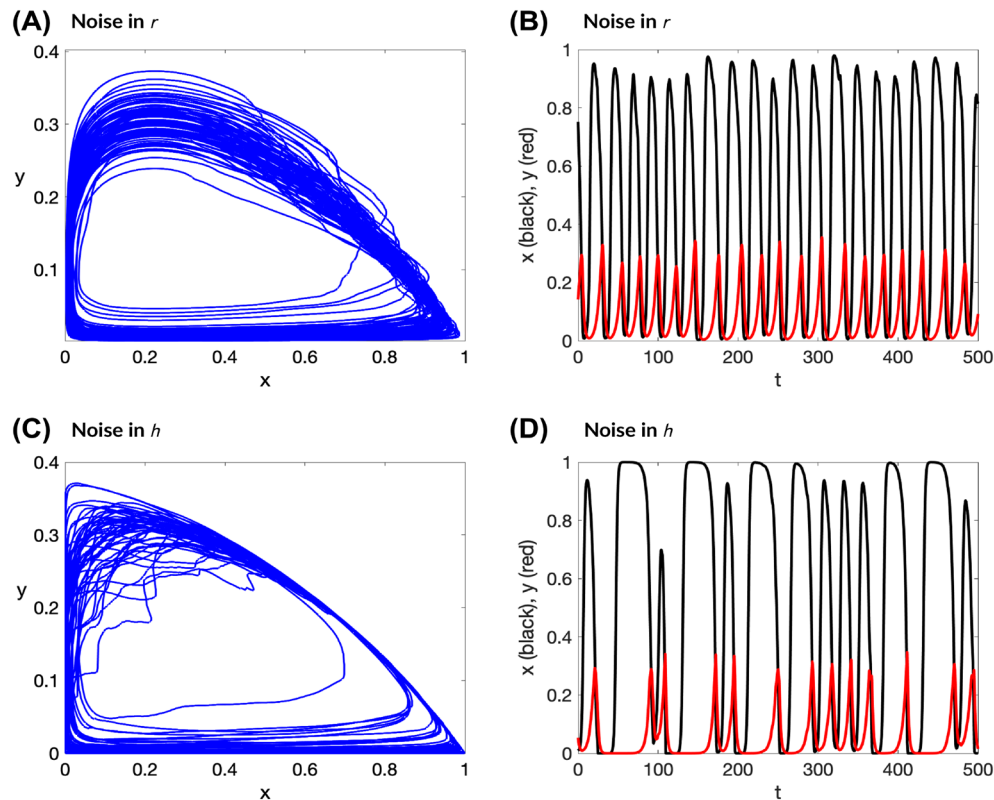 (A) Noise in r
0.4
0.3
0.2
0.1
y
0 0.2 0.4 0.6 0.8 1
x
(B) Noise in r
1
0.8
0.6
0.4
0.2
0
x (black), y (red)
0 100 200 300 400 500
t
(C) Noise in h
0.4
0.3
0.2
0.1
0
y
0 0.2 0.4 0.6 0.8 1
x
(D) Noise in h
1
0.8
0.6
0.4
0.2
0
x (black), y (red)
0 100 200 300 400 500
t